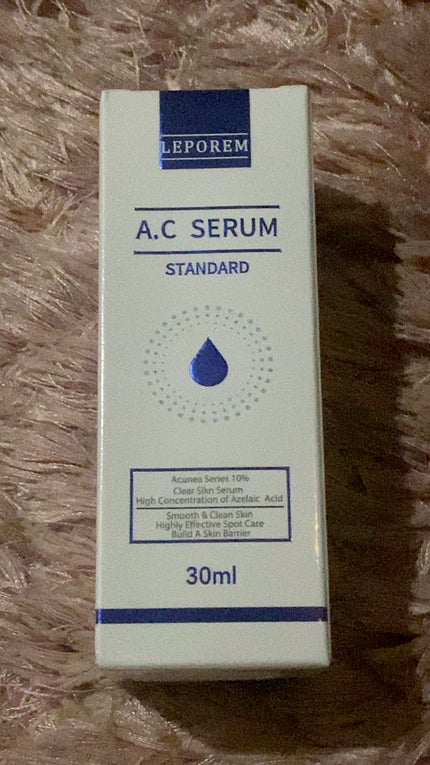 LEPOREM
A.C SERUM
STANDARD
Acunea Series 10%
Clear Sikn Serum
High Concentration of Azelaic Acid
Smooth & Clean Skin
Highly Effective Spot Care
Build A Skin Barrier
30ml